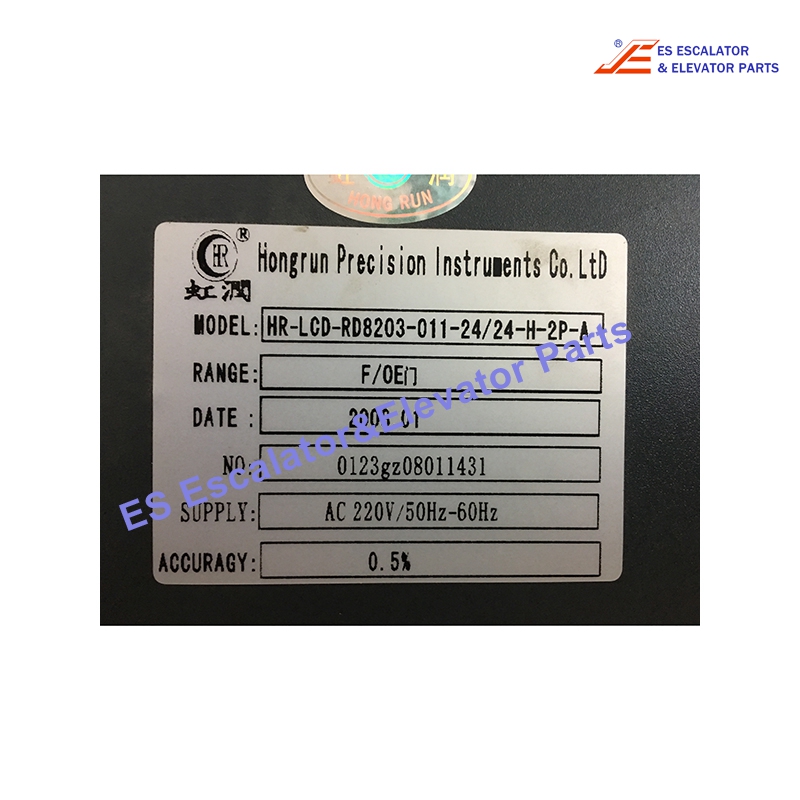 ® ES ESCALATOR
& ELEVATOR PARTS
HONG RUN
HR ®
虹润 Hongrun Precision Instruments Co.LtD
MODEL: HR-LCD-RD8203-011-24/24-H-2P-A
RANGE: F/OE门
DATE :
NO: 0123gz08011431
SUPPLY: AC 220V/50Hz-60Hz
ACCURAGY: 0.5%
ES Escalator&Elevator Parts